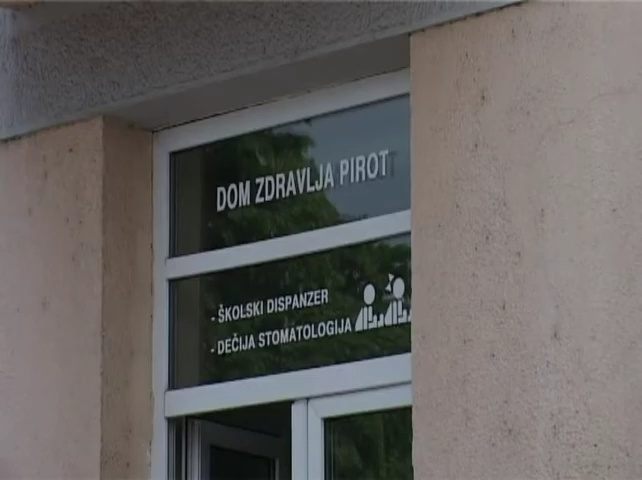 DOM ZDRAVLJA PIROT
- ŠKOLSKI DISPANZER
- DEČIJA STOMATOLOGIJA